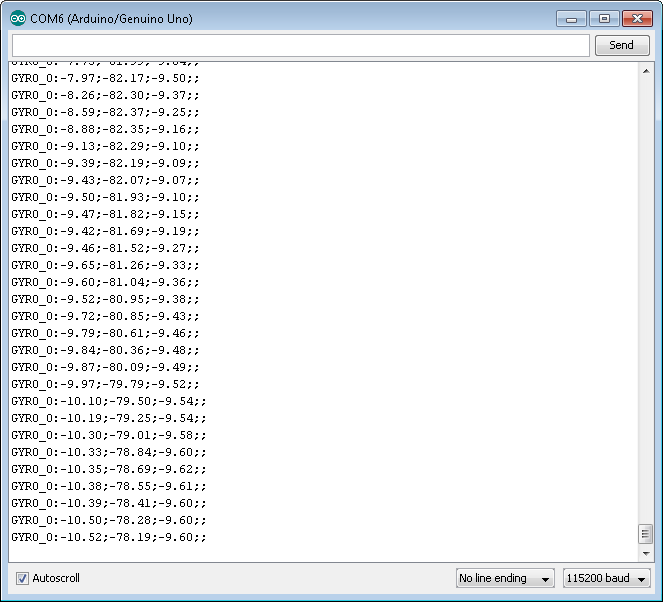 COM6 (Arduino/Genuino Uno)
Send
GYRO_0:-7.97;-82.17;-9.50;;
GYRO_0:-8.26;-82.30;-9.37;;
GYRO_0:-8.59;-82.37;-9.25;;
GYRO_0:-8.88;-82.35;-9.16;;
GYRO_0:-9.13;-82.29;-9.10;;
GYRO_0:-9.39;-82.19;-9.09;;
GYRO_0:-9.43;-82.07;-9.07;;
GYRO_0:-9.50;-81.93;-9.10;;
GYRO_0:-9.47;-81.82;-9.15;;
GYRO_0:-9.42;-81.69;-9.19;;
GYRO_0:-9.46;-81.52;-9.27;;
GYRO_0:-9.65;-81.26;-9.33;;
GYRO_0:-9.60;-81.04;-9.36;;
GYRO_0:-9.52;-80.95;-9.38;;
GYRO_0:-9.72;-80.85;-9.43;;
GYRO_0:-9.79;-80.61;-9.46;;
GYRO_0:-9.84;-80.36;-9.48;;
GYRO_0:-9.87;-80.09;-9.49;;
GYRO_0:-9.97;-79.79;-9.52;;
GYRO_0:-10.10;-79.50;-9.54;;
GYRO_0:-10.19;-79.25;-9.54;;
GYRO_0:-10.30;-79.01;-9.58;;
GYRO_0:-10.33;-78.84;-9.60;;
GYRO_0:-10.35;-78.69;-9.62;;
GYRO_0:-10.38;-78.55;-9.61;;
GYRO_0:-10.39;-78.41;-9.60;;
GYRO_0:-10.50;-78.28;-9.60;;
GYRO_0:-10.52;-78.19;-9.60;;
Autoscroll
No line ending
115200 baud